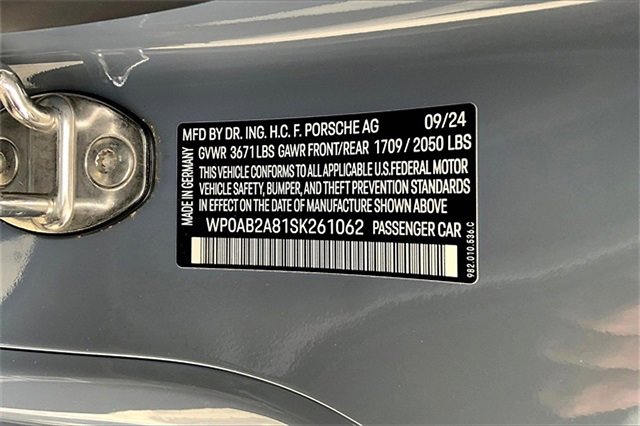 MFD BY DR. ING. H.C. F. PORSCHE AG 09/24
GVWR 3671LBS GAWR FRONT/REAR 1709 / 2050 LBS
THIS VEHICLE CONFORMS TO ALL APPLICABLE U.S.FEDERAL MOTOR
VEHICLE SAFETY, BUMPER, AND THEFT PREVENTION STANDARDS
IN EFFECT ON THE DATE OF MANUFACTURE SHOWN ABOVE
WP0AB2A81SK261062 PASSENGER CAR
MADE IN GERMANY
982.010.536.C